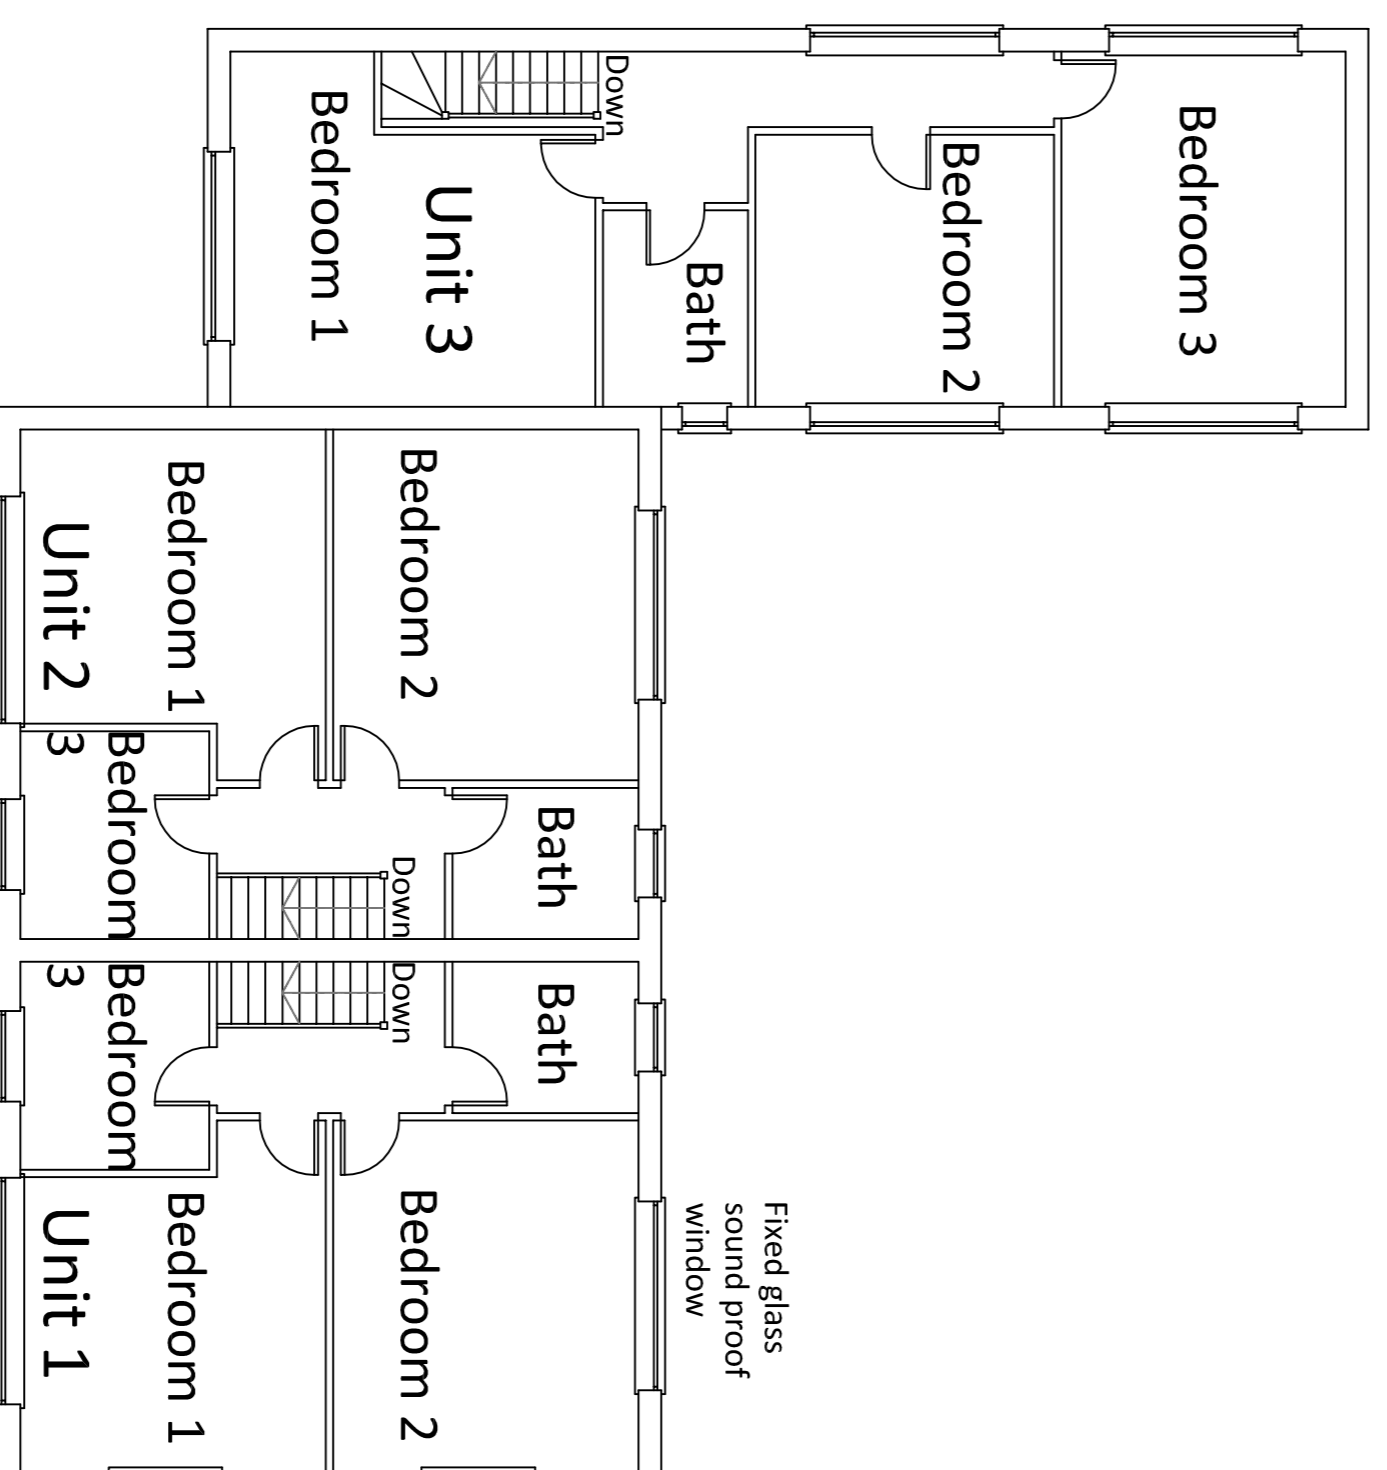 Down
Bedroom 1
Unit 3
Bath
Bedroom 2
Bedroom 3
Bedroom 1
Unit 2
Bedroom 2
Bedroom
3
Bath
Down
Down
Bath
Bedroom
3
Bedroom 1
Unit 1
Bedroom 2
Fixed glass
sound proof
window